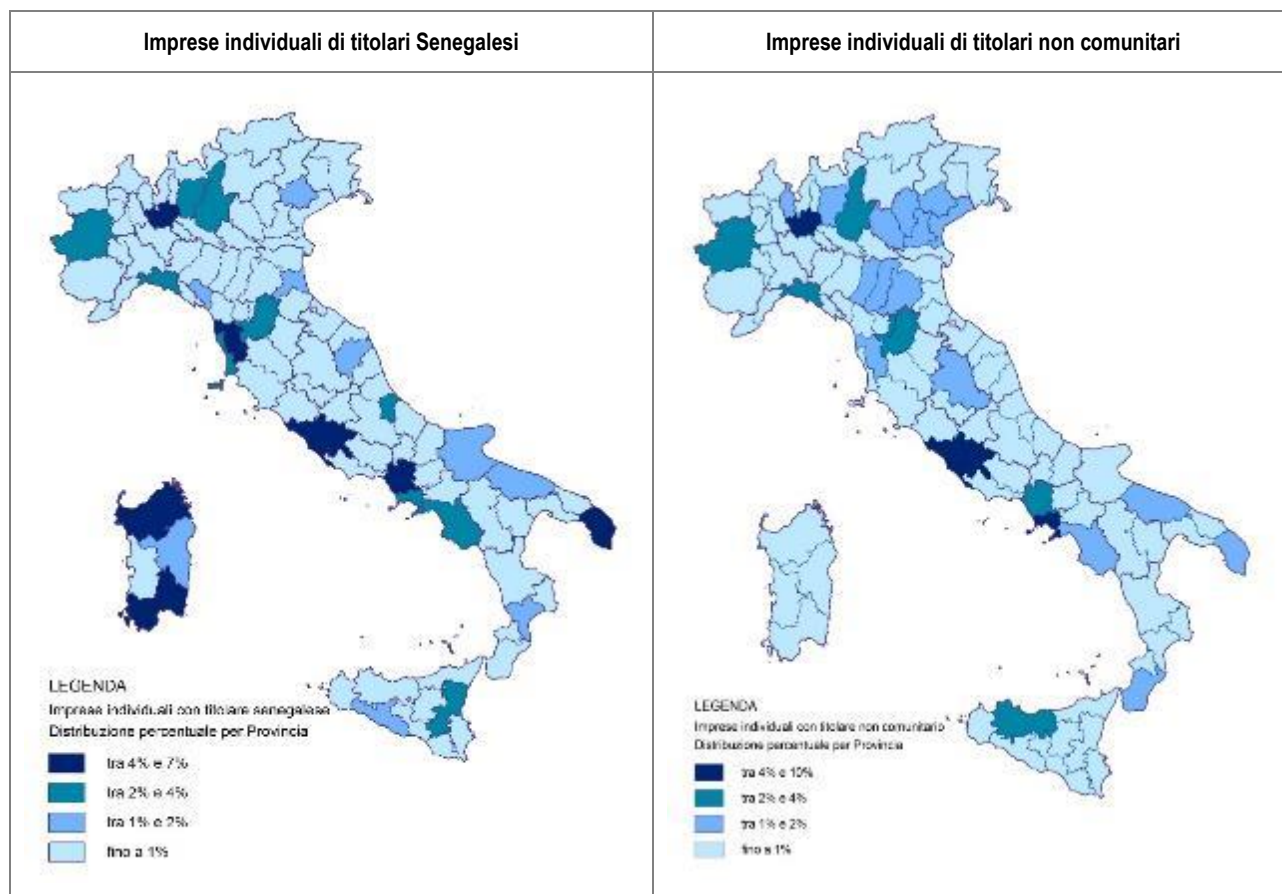 Imprese individuali di titolari Senegalesi
Imprese individuali di titolari non comunitari
LEGENDA
Imprese individuali con titolare senegalese
Distribuzione percentuale per Provincia
tra 4% e 7%
tra 2% e 4%
tra 1% e 2%
fino a 1%
LEGENDA
Imprese individuali con titolare non comunitario
Distribuzione percentuale per Provincia
tra 4% e 10%
tra 2% e 4%
tra 1% e 2%
fino a 1%